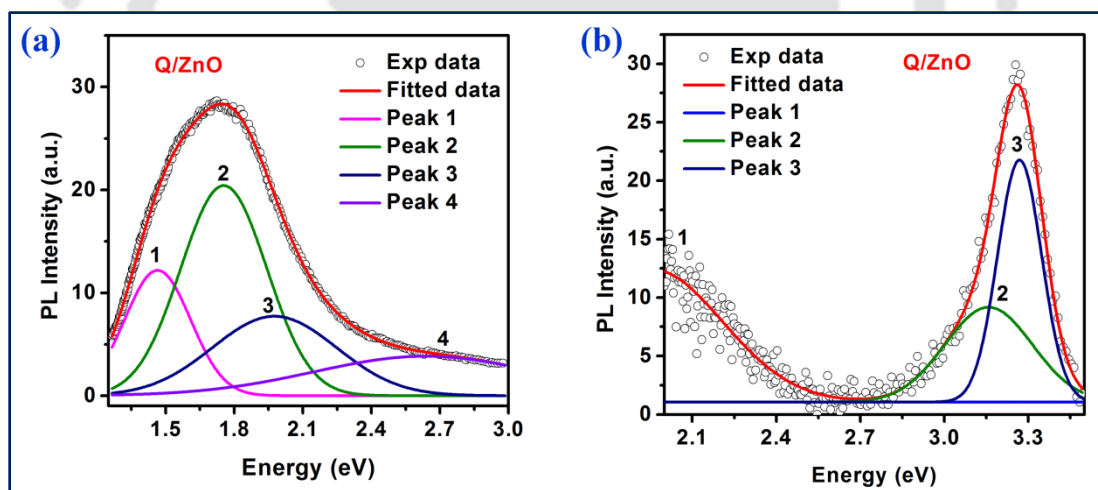 (a)
Q/ZnO
Exp data
Fitted data
Peak 1
Peak 2
Peak 3
Peak 4
1
2
3
4
30
20
10
0
PL Intensity (a.u.)
1.5 1.8 2.1 2.4 2.7 3.0
Energy (eV)
(b)
Q/ZnO
Exp data
Fitted data
Peak 1
Peak 2
Peak 3
1
2
3
30
25
20
15
10
5
0
PL Intensity (a.u.)
2.1 2.4 2.7 3.0 3.3
Energy (eV)